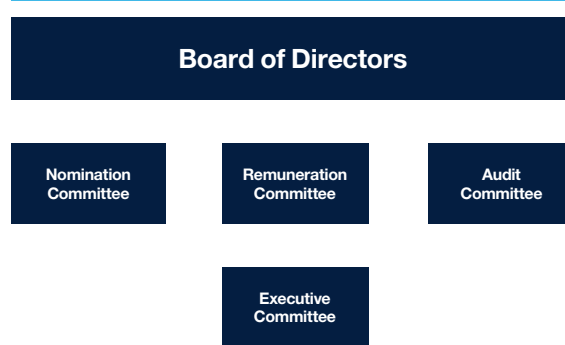 Board of Directors
Nomination
Committee
Remuneration
Committee
Audit
Committee
Executive
Committee